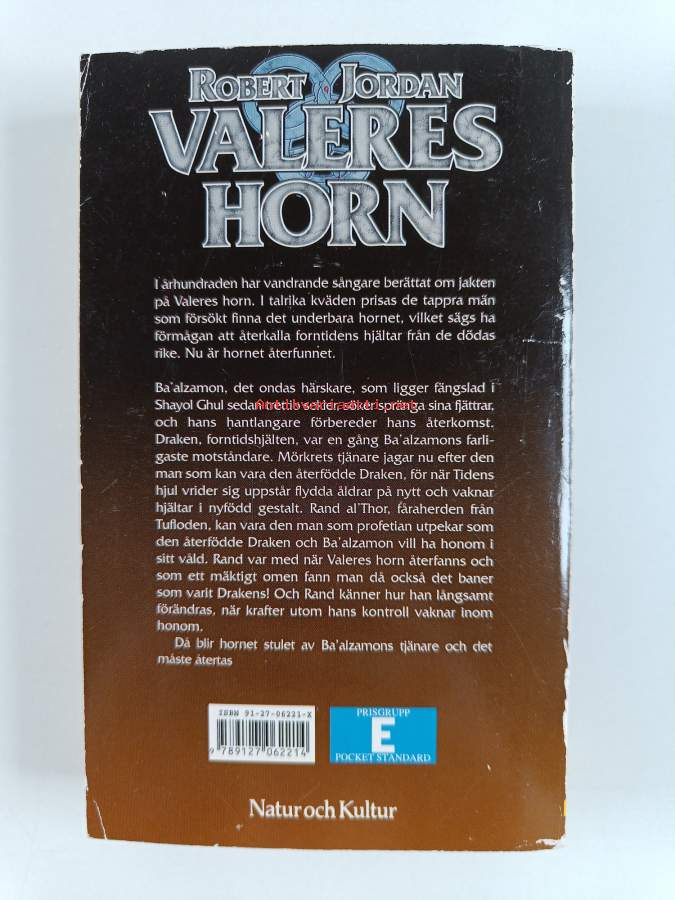 ROBERT JORDAN
VALERES
HORN
I århundraden har vandrande sångare berättat om jakten
på Valeres horn. I talrika kväden prisas de tappra män
som försökt finna det underbara hornet, vilket sägs ha
förmågan att återkalla forntidens hjältar från de dödas
rike. Nu är hornet återfunnet.
Ba'alzamon, det ondas härskare, som ligger fängslad i
Shayol Ghul sedan trettio sekler, söker spränga sina fjättrar,
och hans hantlangare förbereder hans återkomst.
Draken, forntidshjälten, var en gång Ba'alzamons farli-
gaste motståndare. Mörkrets tjänare jagar nu efter den
man som kan vara den återfödde Draken, för när Tidens
hjul vrider sig uppstår flydda åldrar på nytt och vaknar
hjältar i nyfödd gestalt. Rand al'Thor, fåraherden från
Tufloden, kan vara den man som profetian utpekar som
den återfödde Draken och Ba'alzamon vill ha honom i
sitt våld. Rand var med när Valeres horn återfanns och
som ett mäktigt omen fann man då också det baner
som varit Drakens! Och Rand känner hur han långsamt
förändras, när krafter utom hans kontroll vaknar inom
honom.
Då blir hornet stulet av Ba'alzamons tjänare och det
måste återtas
ISBN 91-27-06221-X
9 789127 062214
PRISGRUPP
E
POCKET STANDARD
Natur och Kultur